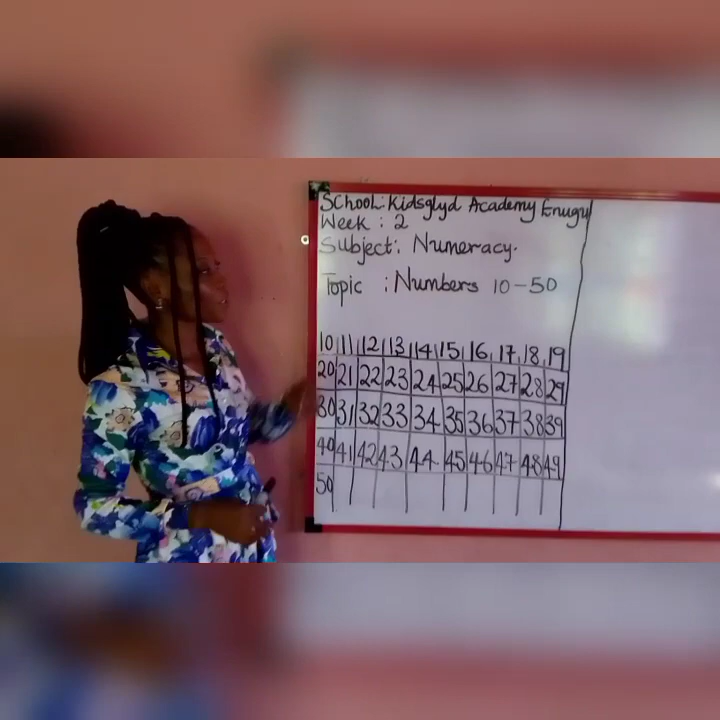 School: Kidsglyd Academy Enugu
Week : 2
Subject: Numeracy.
Topic : Numbers 10-50
10 11 12 13 14 15 16 17 18 19
20 21 22 23 24 25 26 27 28 29
30 31 32 33 34 35 36 37 38 39
40 41 42 43 44 45 46 47 48 49
50